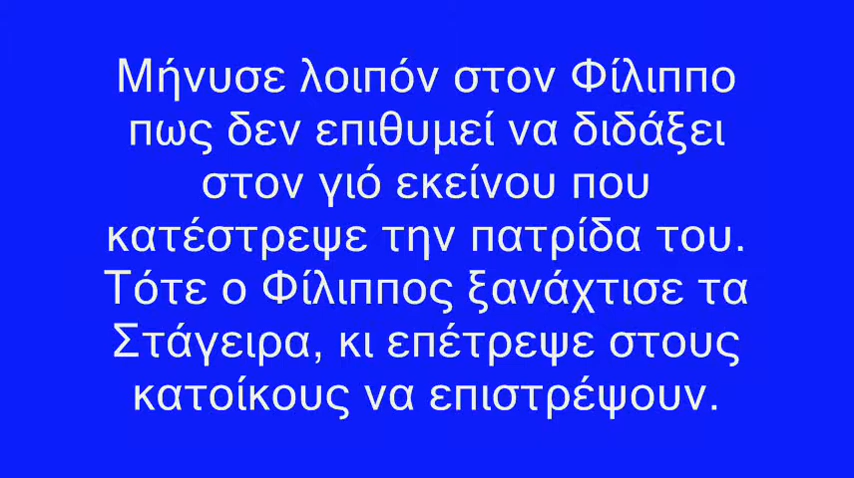 Μήνυσε λοιπόν στον Φίλιππο
πως δεν επιθυμεί να διδάξει
στον γιό εκείνου που
κατέστρεψε την πατρίδα του.
Τότε ο Φίλιππος ξανάχτισε τα
Στάγειρα, κι επέτρεψε στους
κατοίκους να επιστρέψουν.